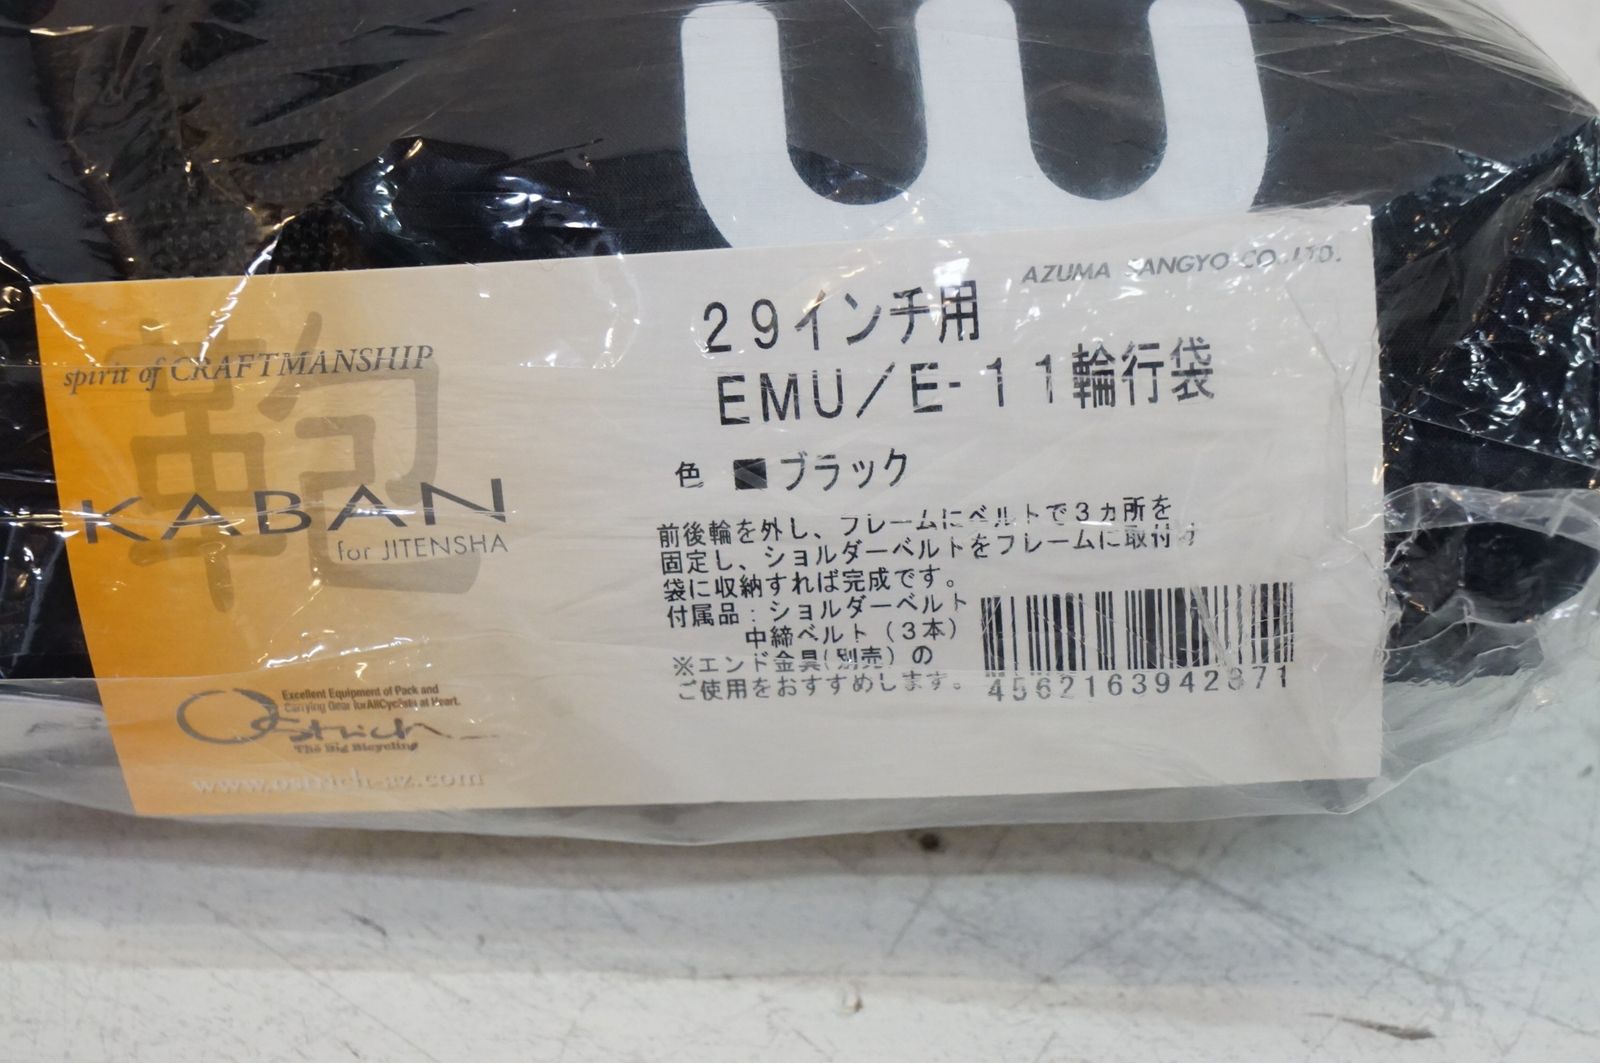 AZUMA SANGYO CO.,LTD.
29インチ用
EMU/E-11輪行袋
色 ■ブラック
前後輪を外し、フレームにベルトで3カ所を
固定し、ショルダーベルトをフレームに取付け
袋に収納すれば完成です。
付属品:ショルダーベルト
中締ベルト(3本)
※エンド金具(別売)の
ご使用をおすすめします。
4562163942871
spirit of CRAFTMANSHIP
鞄
KABAN
for JITENSHA
Excellent Equipment of Pack and
Carrying Gear forAllCyclists at Heart.
Ostrich
The Big Bicycling
www.ostrich-az.com